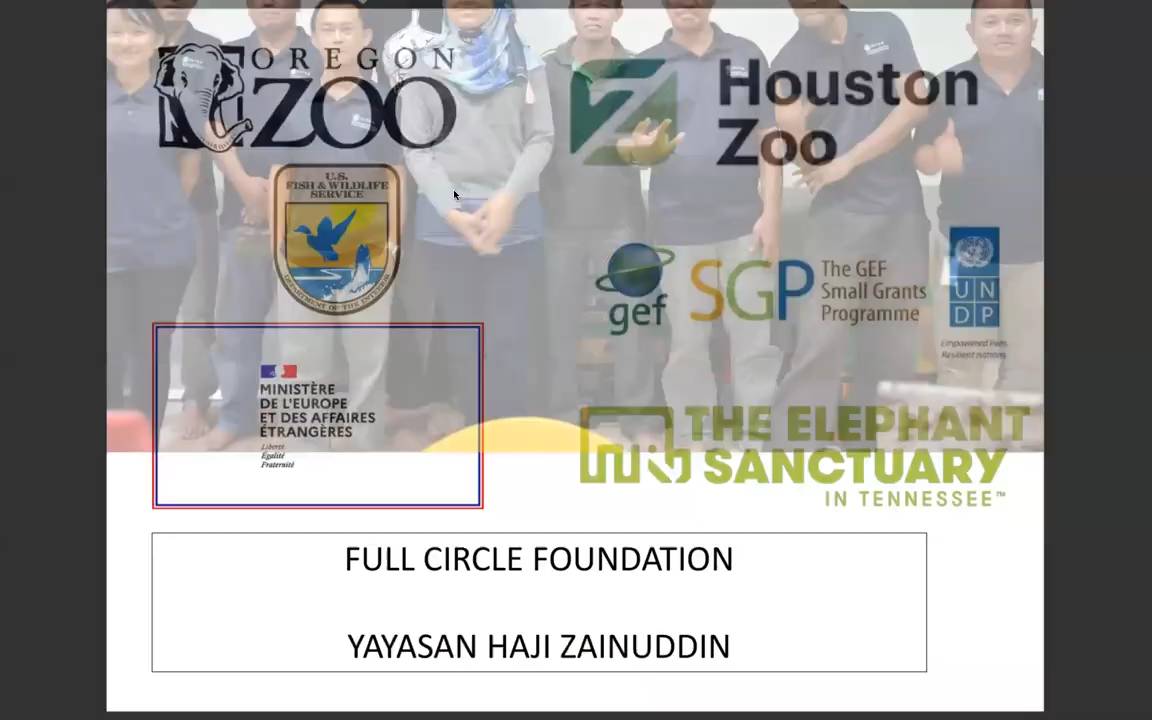 OREGON
ZOO
Houston
Zoo
U.S.
FISH & WILDLIFE
SERVICE
DEPARTMENT OF THE INTERIOR
gef
SGP
The GEF
Small Grants
Programme
UN
DP
Empowered lives.
Resilient nations.
MINISTÈRE
DE L'EUROPE
ET DES AFFAIRES
ÉTRANGÈRES
Liberté
Égalité
Fraternité
THE ELEPHANT
SANCTUARY
IN TENNESSEE™
FULL CIRCLE FOUNDATION
YAYASAN HAJI ZAINUDDIN